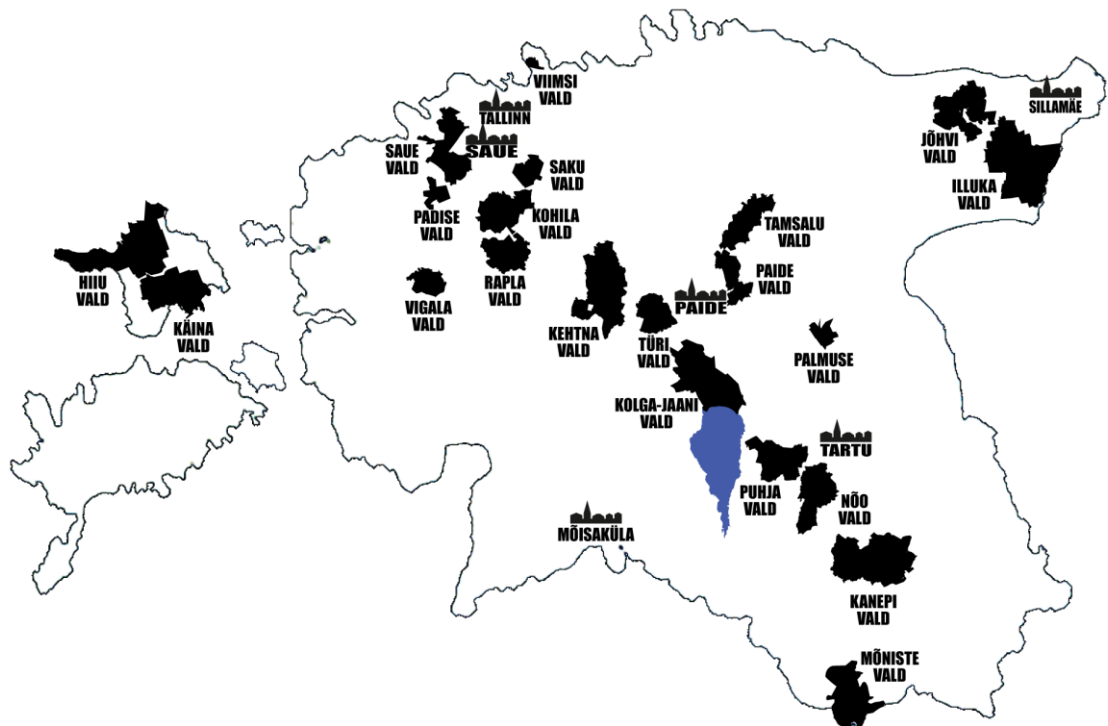 VIIMSI
VALD
TALLINN
SAUE
SAUE
VALD
SAKU
VALD
PADISE
VALD
KOHILA
VALD
RAPLA
VALD
VIGALA
VALD
HIIU
VALD
KÄINA
VALD
SILLAMÄE
JÕHVI
VALD
ILLUKA
VALD
TAMSALU
VALD
PAIDE
VALD
PAIDE
KEHTNA
VALD
TÜRI
VALD
PALMUSE
VALD
KOLGA-JAANI
VALD
TARTU
PUHJA
VALD
NÕO
VALD
MÕISAKÜLA
KANEPI
VALD
MÕNISTE
VALD